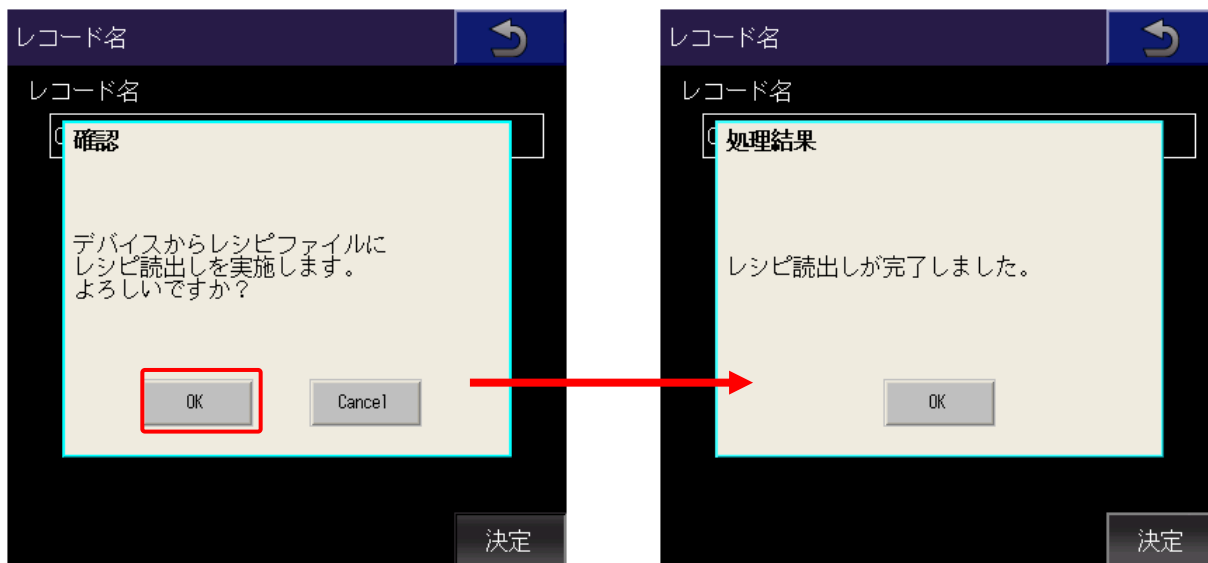 レコード名
レコード名
確認
デバイスからレシピファイルに
レシピ読出しを実施します。
よろしいですか？
OK
Cancel
決定
レコード名
レコード名
処理結果
レシピ読出しが完了しました。
OK
決定